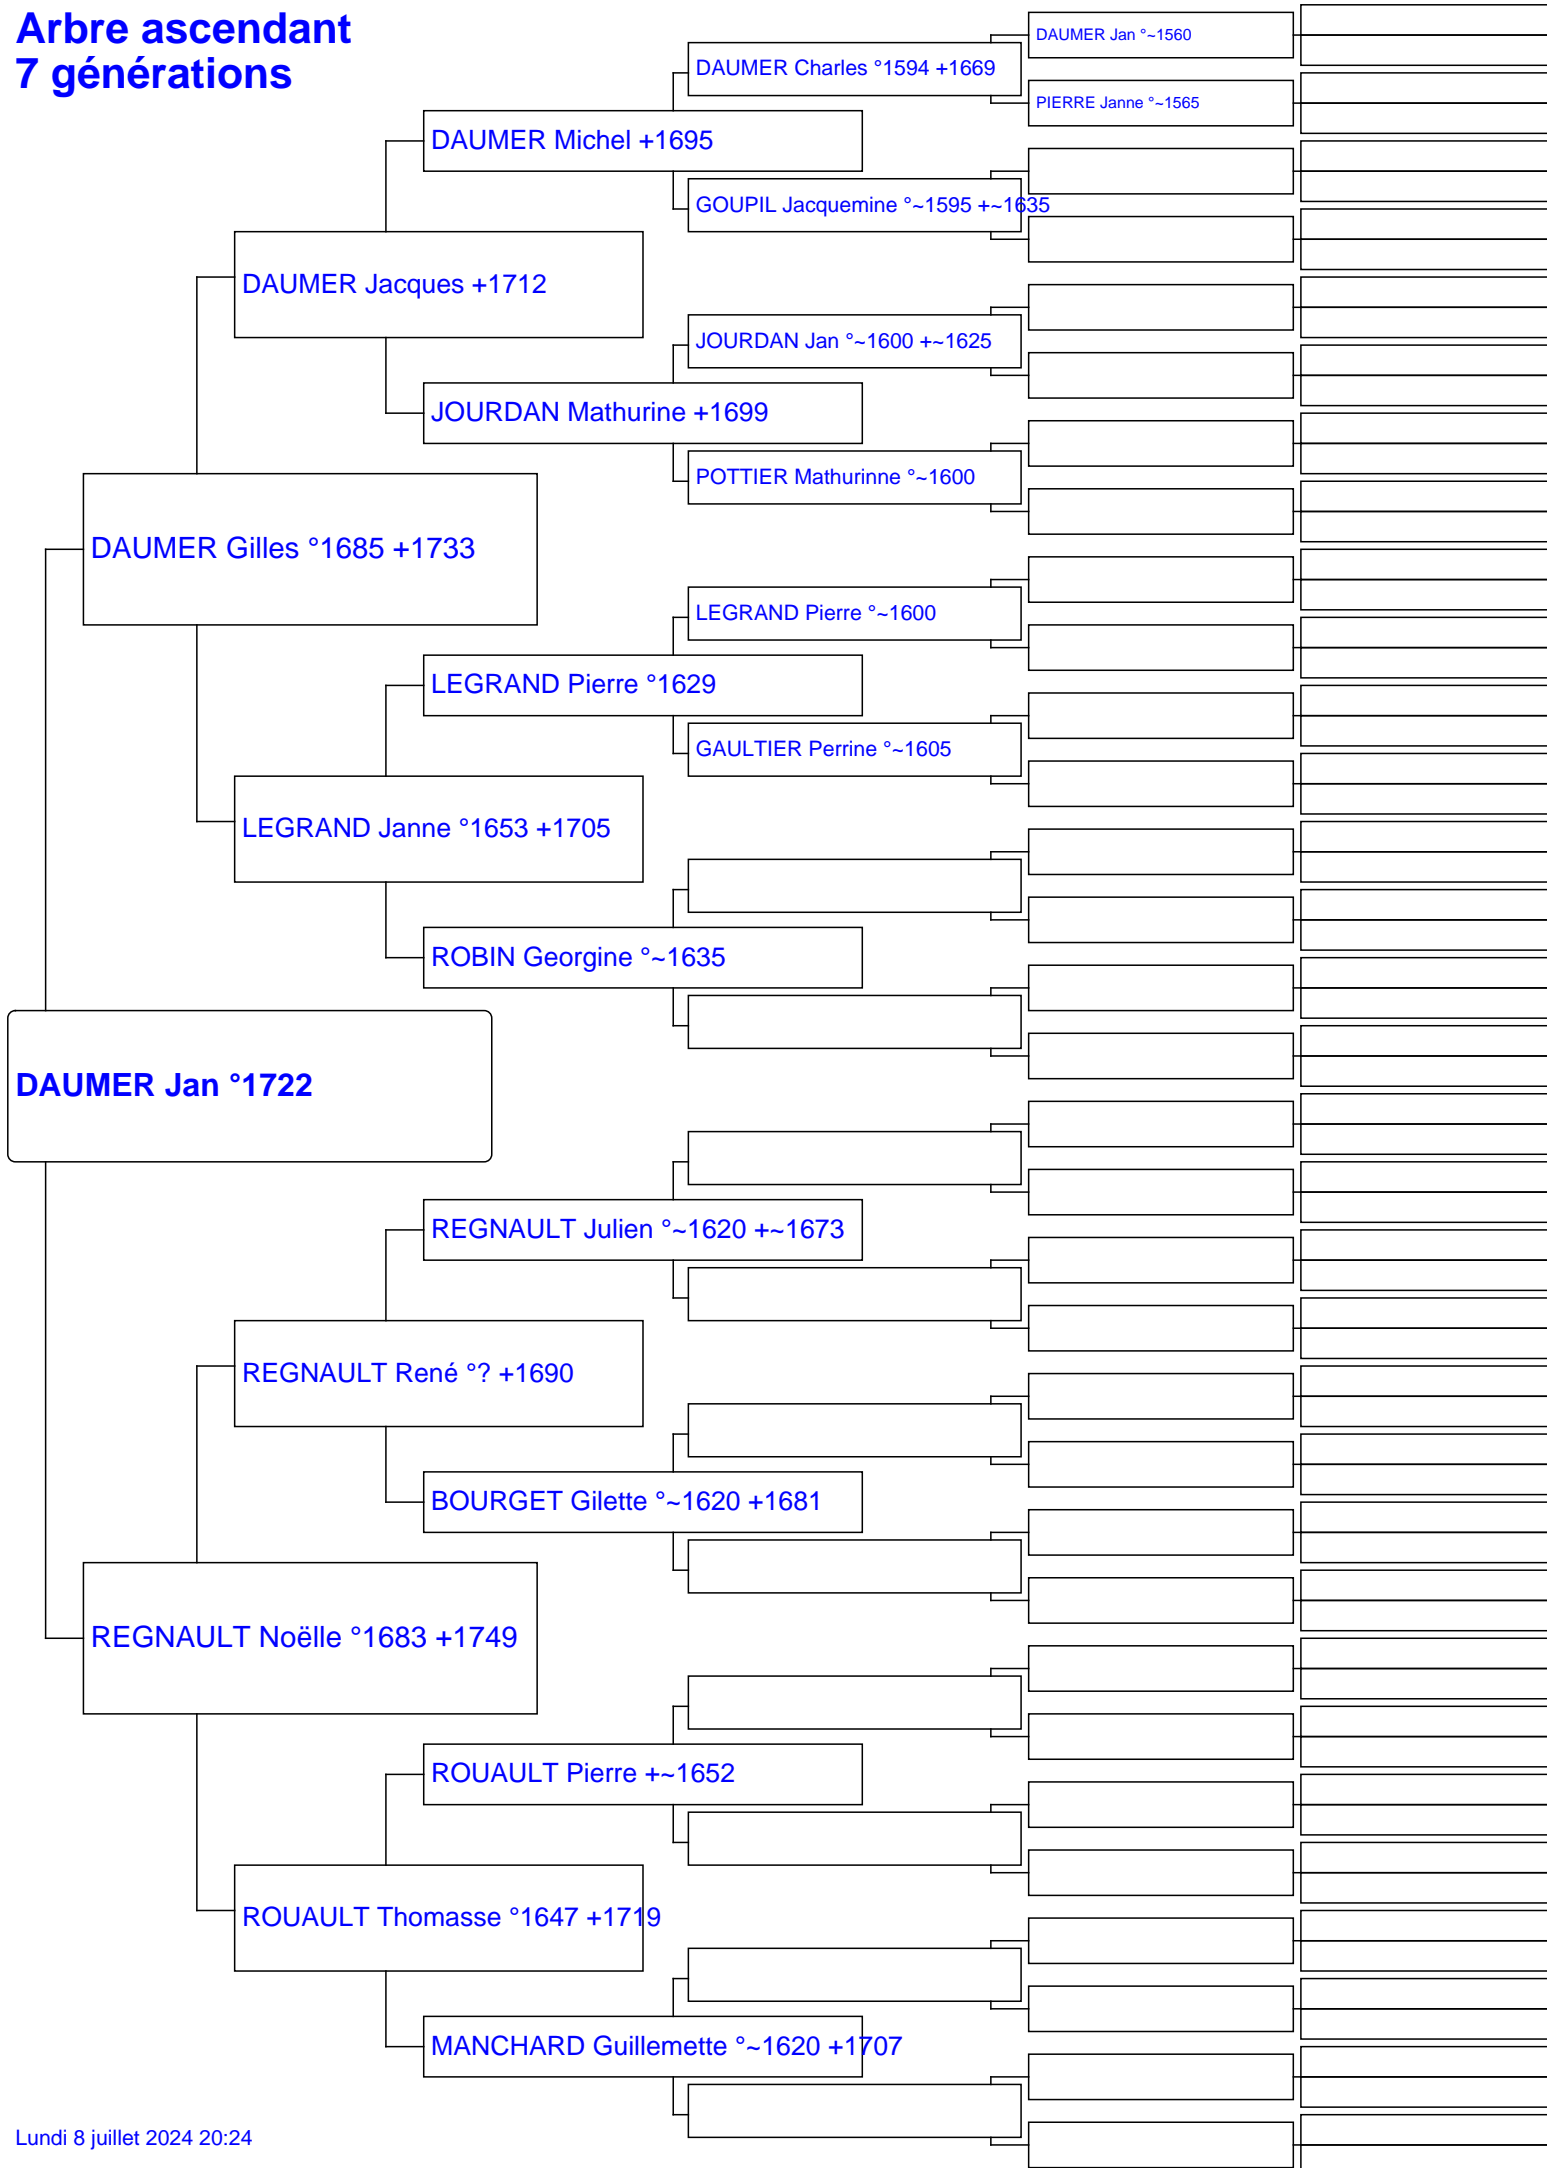 Arbre ascendant
7 générations
DAUMER Jan °~1560
DAUMER Charles °1594 +1669
PIERRE Janne °~1565
DAUMER Michel +1695
GOUPIL Jacquemine °~1595 +~1635
DAUMER Jacques +1712
JOURDAN Jan °~1600 +~1625
JOURDAN Mathurine +1699
POTTIER Mathurinne °~1600
DAUMER Gilles °1685 +1733
LEGRAND Pierre °~1600
LEGRAND Pierre °1629
GAULTIER Perrine °~1605
LEGRAND Janne °1653 +1705
ROBIN Georgine °~1635
DAUMER Jan °1722
REGNAULT Julien °~1620 +~1673
REGNAULT René °? +1690
BOURGET Gilette °~1620 +1681
REGNAULT Noëlle °1683 +1749
ROUAULT Pierre +~1652
ROUAULT Thomasse °1647 +1719
MANCHARD Guillemette °~1620 +1707
Lundi 8 juillet 2024 20:24